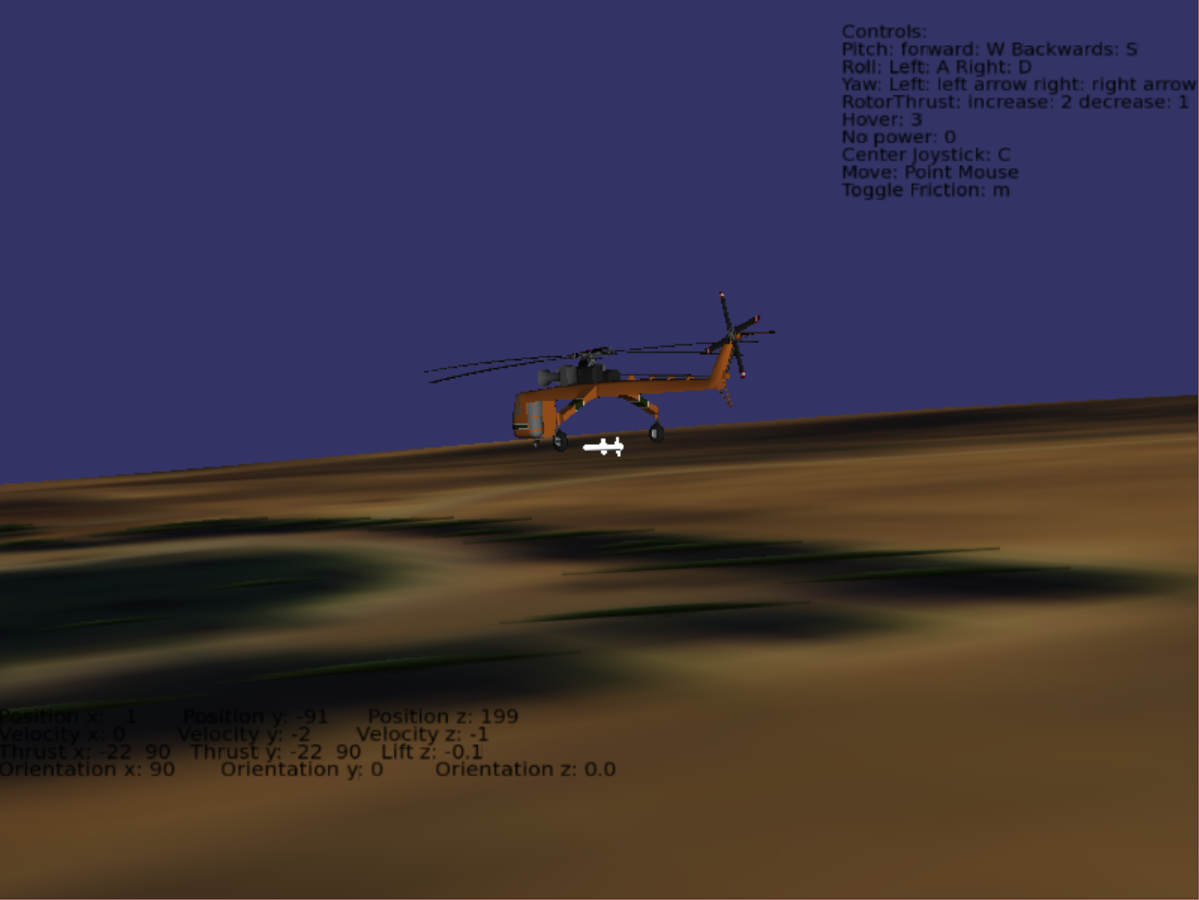 Controls:
Pitch: forward: W Backwards: S
Roll: Left: A Right: D
Yaw: Left: left arrow right: right arrow
RotorThrust: increase: 2 decrease: 1
Hover: 3
No power: 0
Center Joystick: C
Move: Point Mouse
Toggle Friction: m
Position x: 1 Position y: -91 Position z: 199
Velocity x: 0 Velocity y: -2 Velocity z: -1
Thrust x: -22 90 Thrust y: -22 90 Lift z: -0.1
Orientation x: 90 Orientation y: 0 Orientation z: 0.0